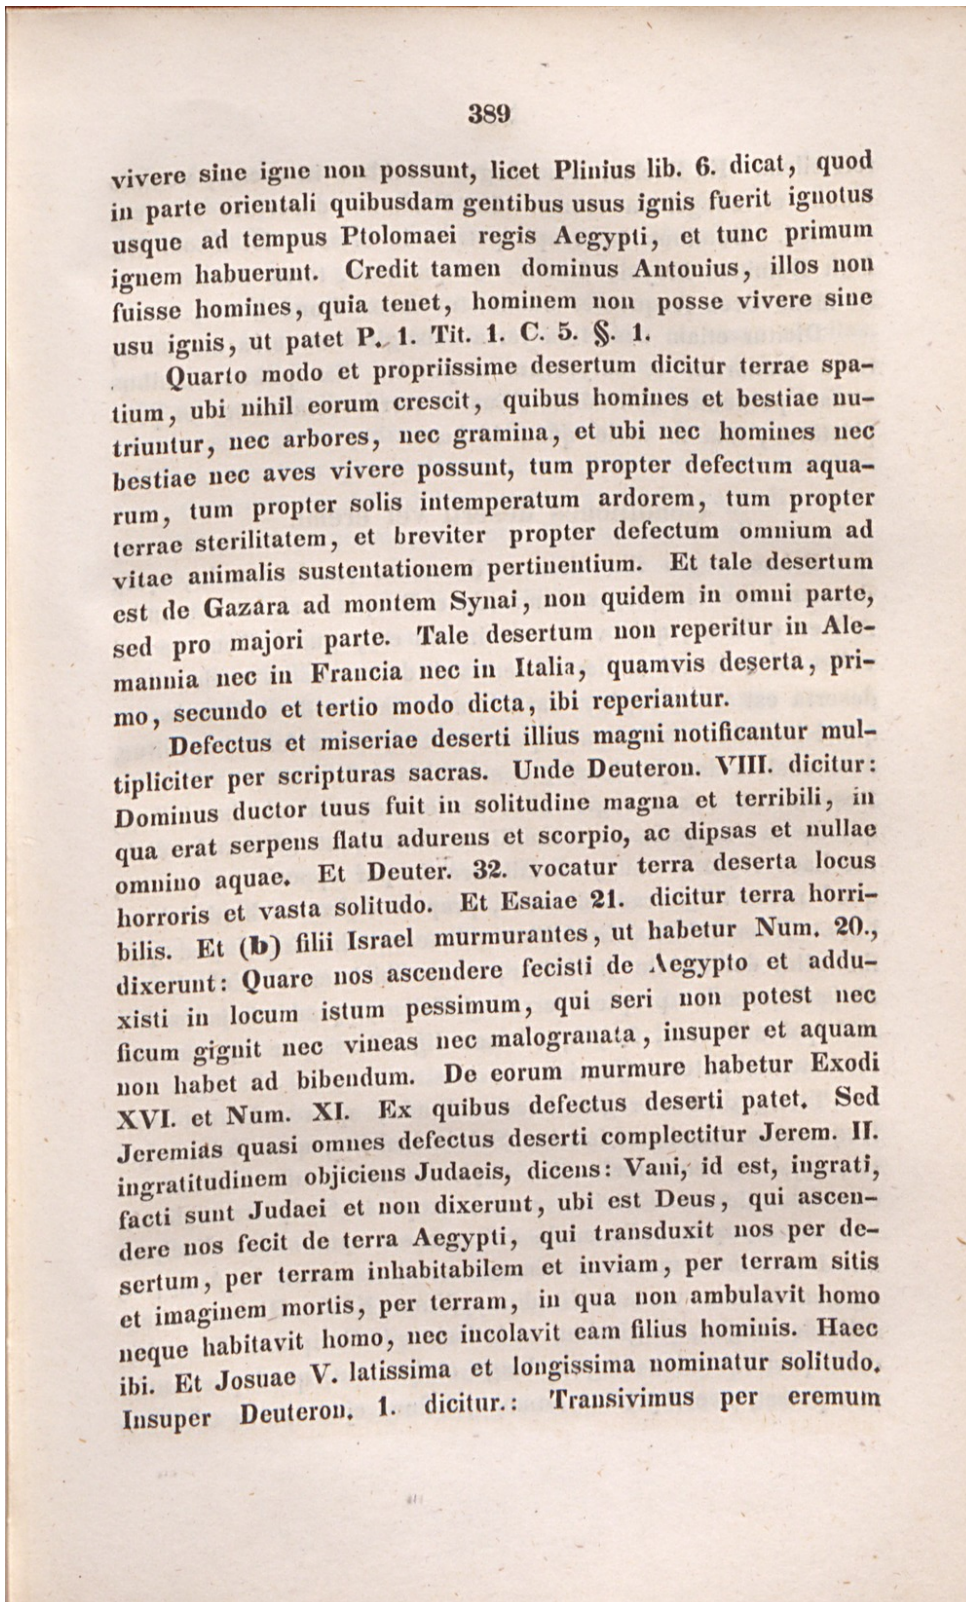 389
vivere sine igne non possunt, licet Plinius lib. 6. dicat, quod
in parte orientali quibusdam gentibus usus ignis fuerit ignotus
usque ad tempus Ptolomaei regis Aegypti, et tunc primum
ignem habuerunt. Credit tamen dominus Antonius, illos non
fuisse homines, quia tenet, hominem non posse vivere sine
usu ignis, ut patet P. 1. Tit. 1. C. 5. §. 1.
Quarto modo et propriissime desertum dicitur terrae spa-
tium, ubi nihil eorum crescit, quibus homines et bestiae nu-
triuntur, nec arbores, nec gramina, et ubi nec homines nec
bestiae nec aves vivere possunt, tum propter defectum aqua-
rum, tum propter solis intemperatum ardorem, tum propter
terrae sterilitatem, et breviter propter defectum omnium ad
vitae animalis sustentationem pertinentium. Et tale desertum
est de Gazara ad montem Synai, non quidem in omni parte,
sed pro majori parte. Tale desertum non reperitur in Ale-
mannia nec in Francia nec in Italia, quamvis deserta, pri-
mo, secundo et tertio modo dicta, ibi reperiantur.
Defectus et miseriae deserti illius magni notificantur mul-
tipliciter per scripturas sacras. Unde Deuteron. VIII. dicitur:
Dominus ductor tuus fuit in solitudine magna et terribili, in
qua erat serpens flatu adurens et scorpio, ac dipsas et nullae
omnino aquae. Et Deuter. 32. vocatur terra deserta locus
horroris et vasta solitudo. Et Esaiae 21. dicitur terra horri-
bilis. Et (b) filii Israel murmurantes, ut habetur Num. 20.,
dixerunt: Quare nos ascendere fecisti de Aegypto et addu-
xisti in locum istum pessimum, qui seri non potest nec
ficum gignit nec vineas nec malogranata, insuper et aquam
non habet ad bibendum. De eorum murmure habetur Exodi
XVI. et Num. XI. Ex quibus defectus deserti patet. Sed
Jeremias quasi omnes defectus deserti complectitur Jerem. II.
ingratitudinem objiciens Judaeis, dicens: Vani, id est, ingrati,
facti sunt Judaei et non dixerunt, ubi est Deus, qui ascen-
dere nos fecit de terra Aegypti, qui transduxit nos per de-
sertum, per terram inhabitabilem et inviam, per terram sitis
et imaginem mortis, per terram, in qua non ambulavit homo
neque habitavit homo, nec incolavit eam filius hominis. Haec
ibi. Et Josuae V. latissima et longissima nominatur solitudo.
Insuper Deuteron. 1. dicitur.: Transivimus per eremum